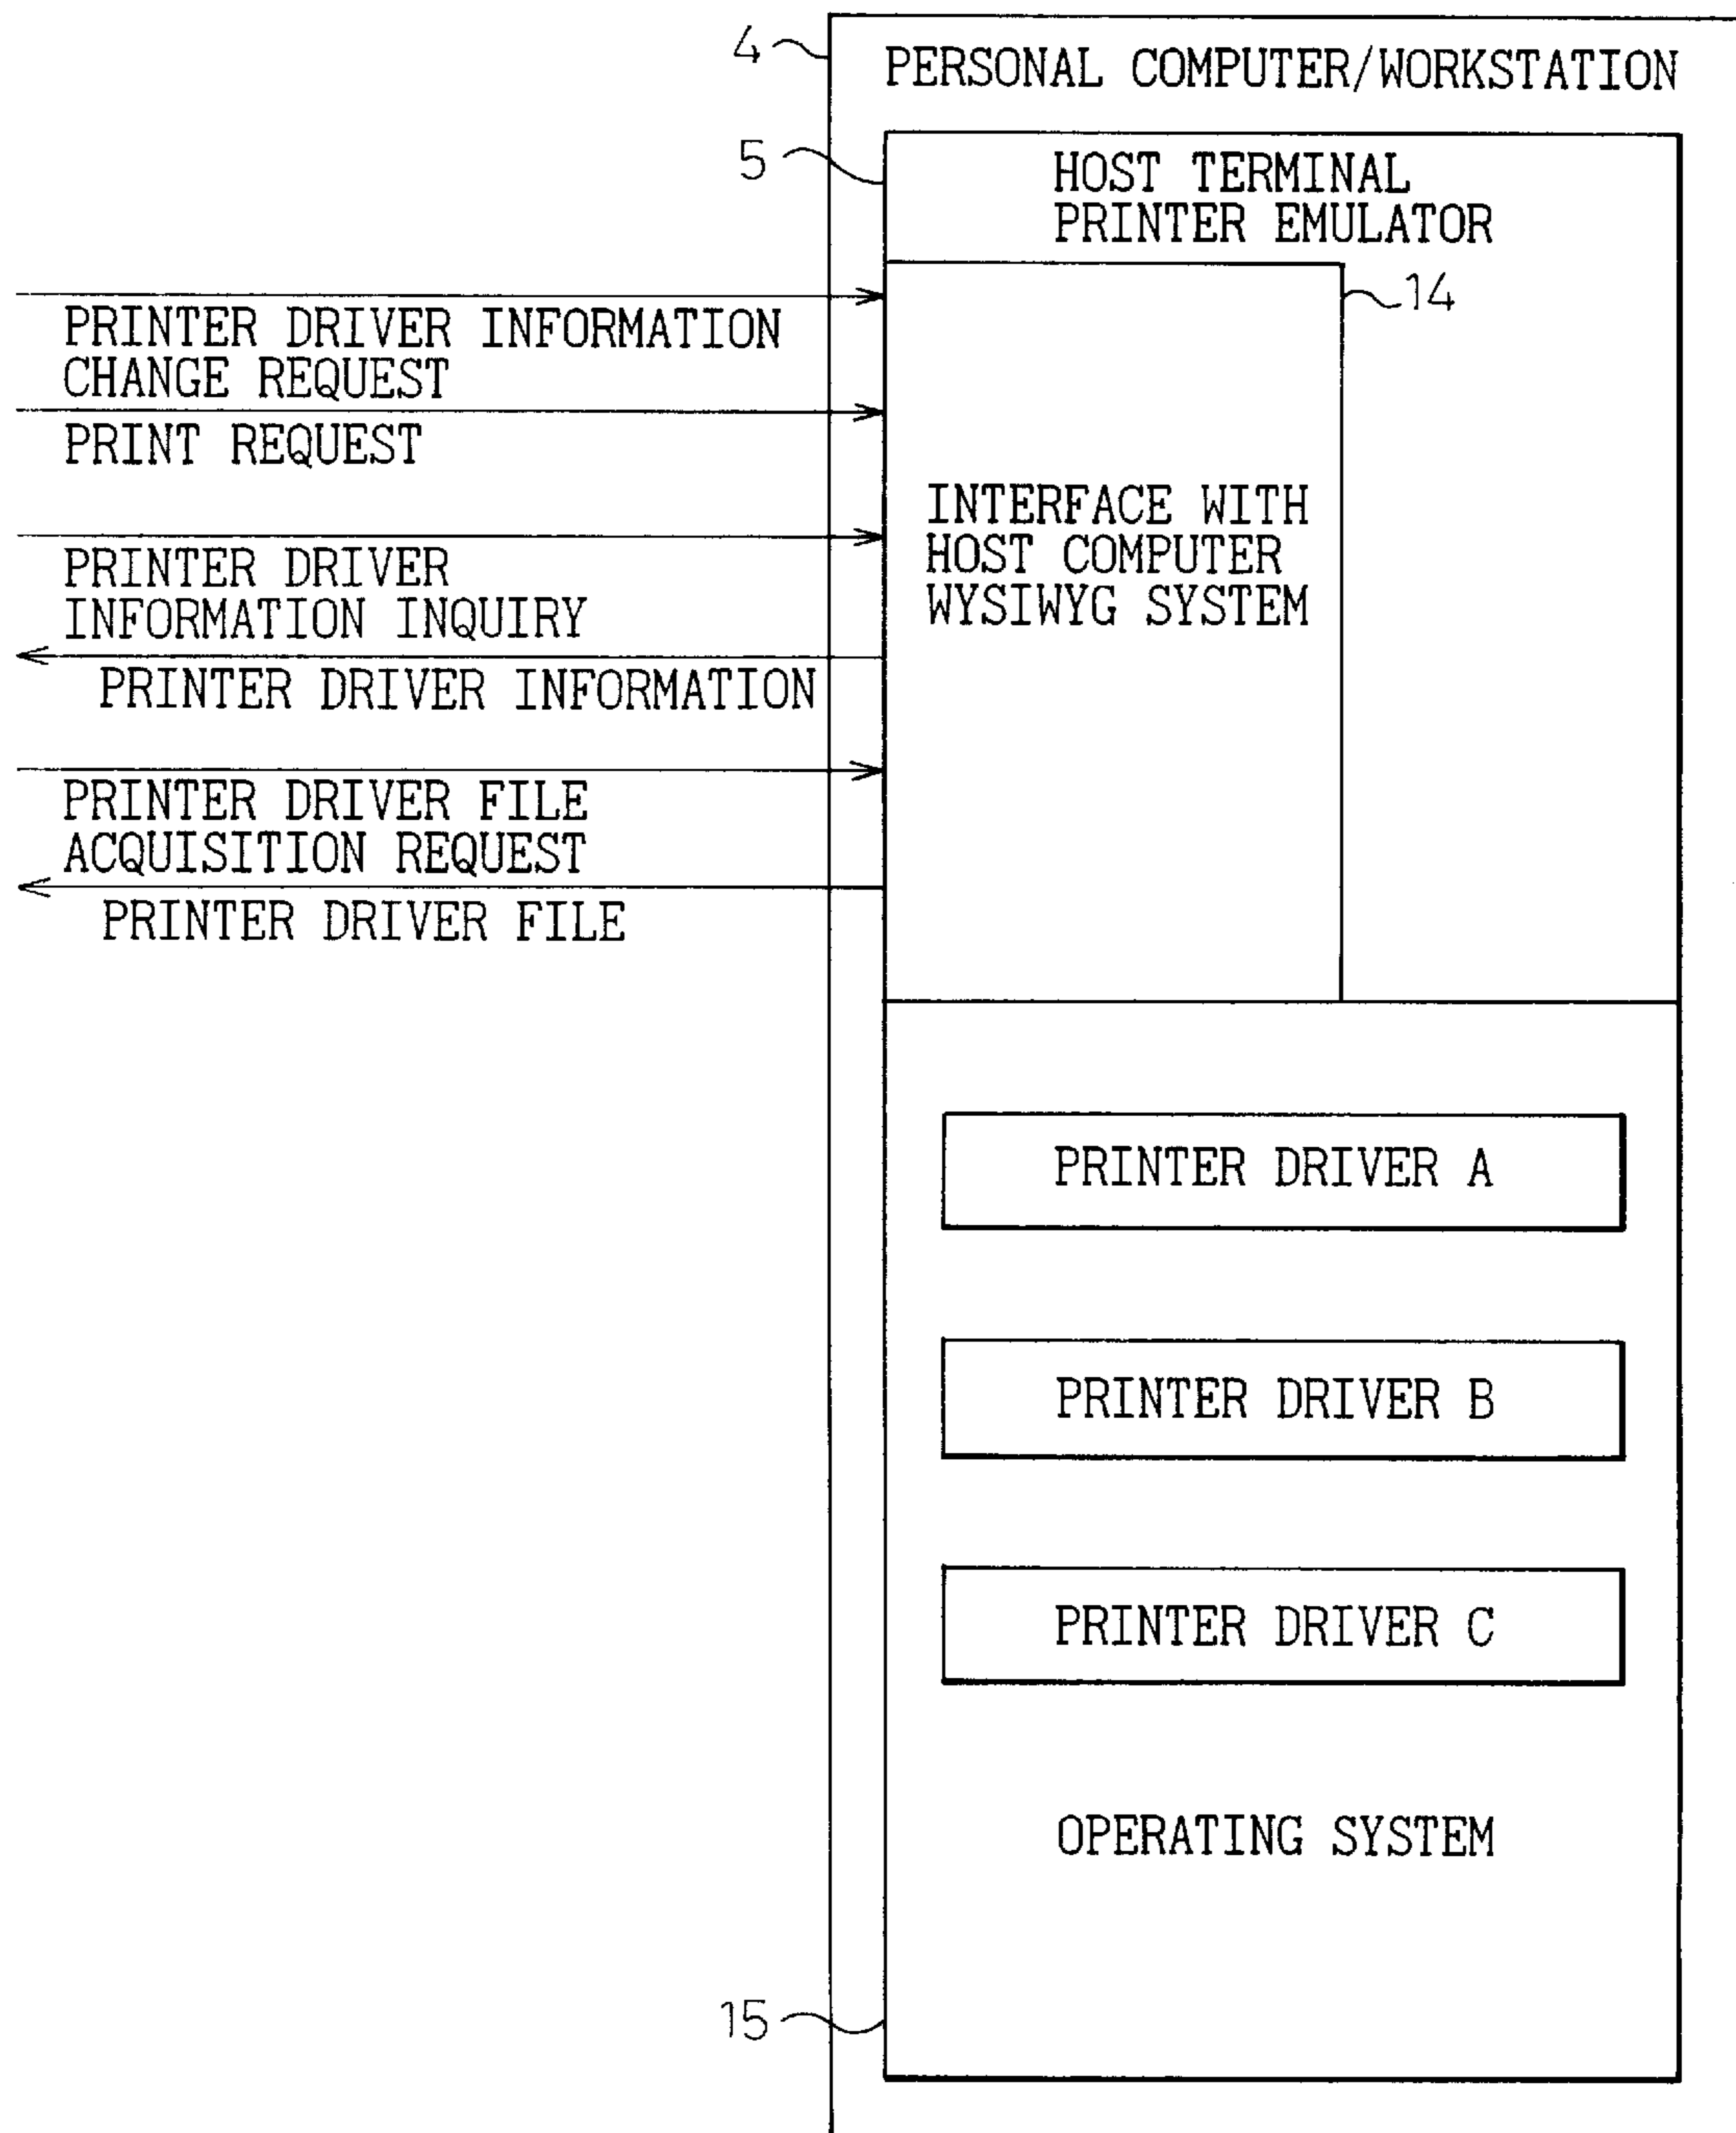 4
PERSONAL COMPUTER/WORKSTATION
5
HOST TERMINAL
PRINTER EMULATOR
14
PRINTER DRIVER INFORMATION
CHANGE REQUEST
PRINT REQUEST
PRINTER DRIVER
INFORMATION INQUIRY
PRINTER DRIVER INFORMATION
PRINTER DRIVER FILE
ACQUISITION REQUEST
PRINTER DRIVER FILE
INTERFACE WITH
HOST COMPUTER
WYSIWYG SYSTEM
PRINTER DRIVER A
PRINTER DRIVER B
PRINTER DRIVER C
OPERATING SYSTEM
15